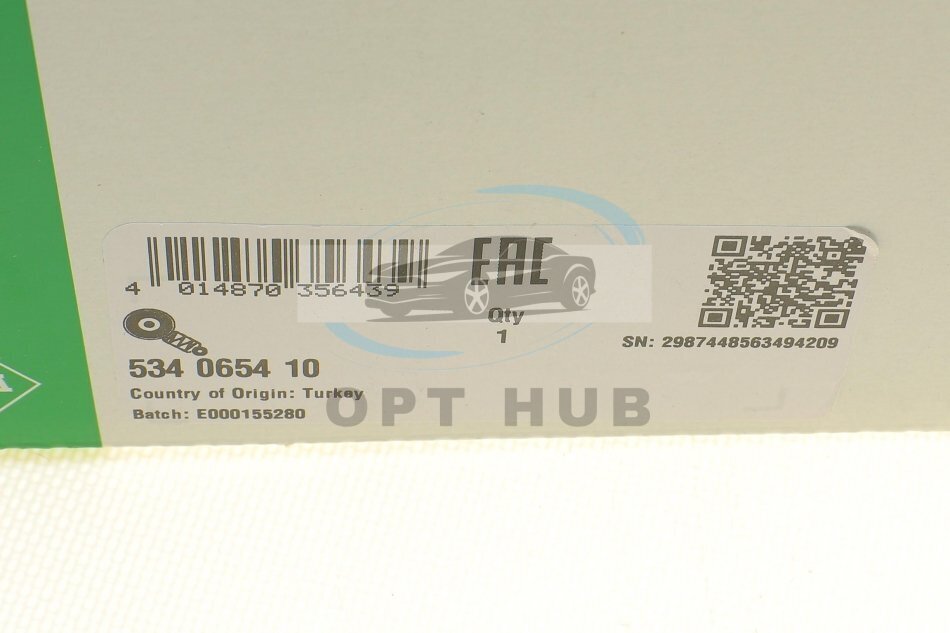 4 014870 356439
EAC
Qty
1
SN: 2987448563494209
534 0654 10
Country of Origin: Turkey
Batch: E000155280
OPT HUB